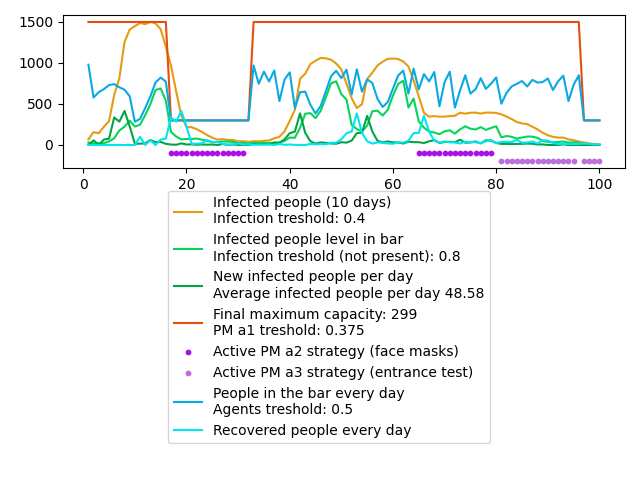 1500
1000
500
0
0 20 40 60 80 100
Infected people (10 days)
Infection treshold: 0.4
Infected people level in bar
Infection treshold (not present): 0.8
New infected people per day
Average infected people per day 48.58
Final maximum capacity: 299
PM a1 treshold: 0.375
Active PM a2 strategy (face masks)
Active PM a3 strategy (entrance test)
People in the bar every day
Agents treshold: 0.5
Recovered people every day